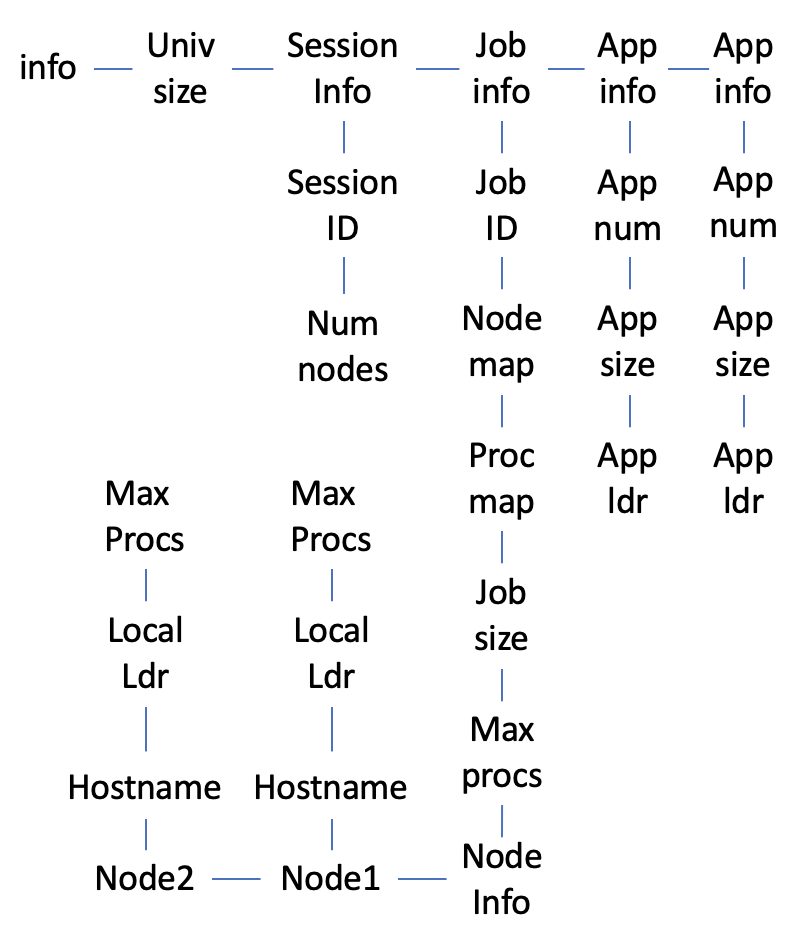 info
Univ
size
Session
Info
Job
info
App
info
App
info
Session
ID
Job
ID
App
num
App
num
Num
nodes
Node
map
App
size
App
size
Max
Procs
Max
Procs
Proc
map
App
ldr
App
ldr
Local
Ldr
Local
Ldr
Job
size
Hostname
Hostname
Max
procs
Node2
Node1
Node
Info